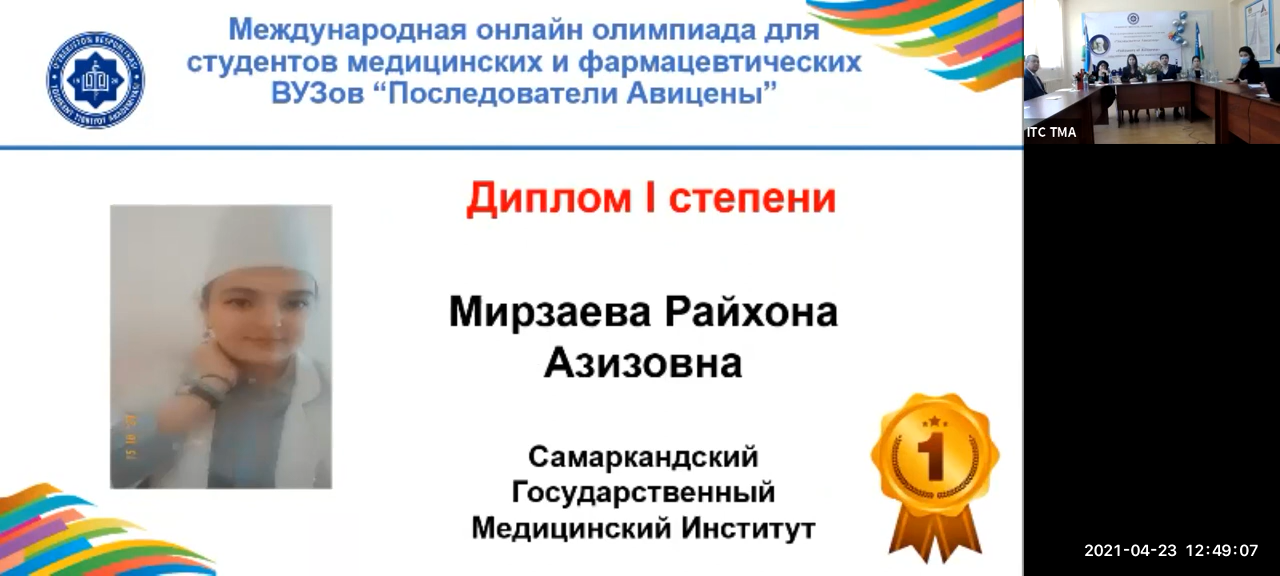 Международная онлайн олимпиада для
студентов медицинских и фармацевтических
ВУЗов “Последователи Авицены”
Диплом I степени
Мирзаева Райхона
Азизовна
Самаркандский
Государственный
Медицинский Институт
1
ITC TMA
2021-04-23 12:49:07